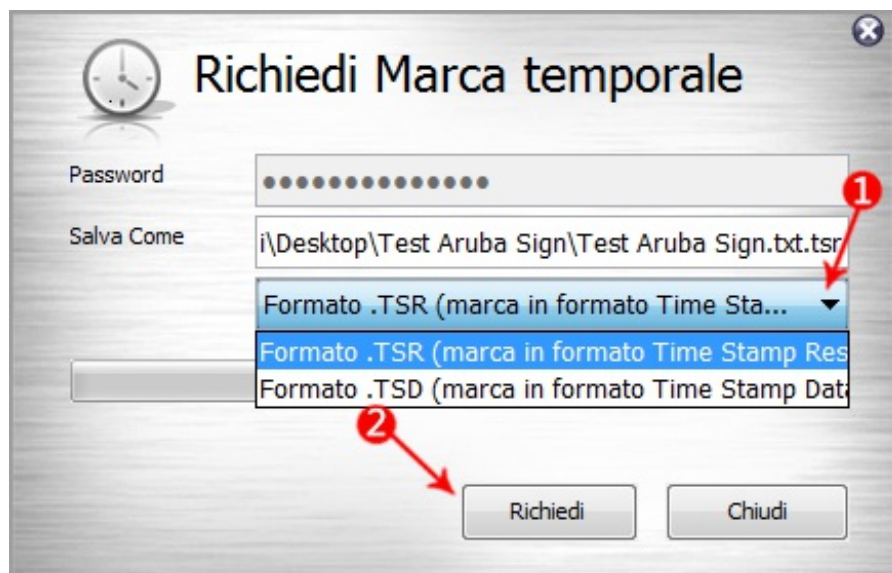 Richiedi Marca temporale
Password
1
Salva Come
i\Desktop\Test Aruba Sign\Test Aruba Sign.txt.tsr
Formato .TSR (marca in formato Time Sta...
Formato .TSR (marca in formato Time Stamp Res
Formato .TSD (marca in formato Time Stamp Data
2
Richiedi
Chiudi